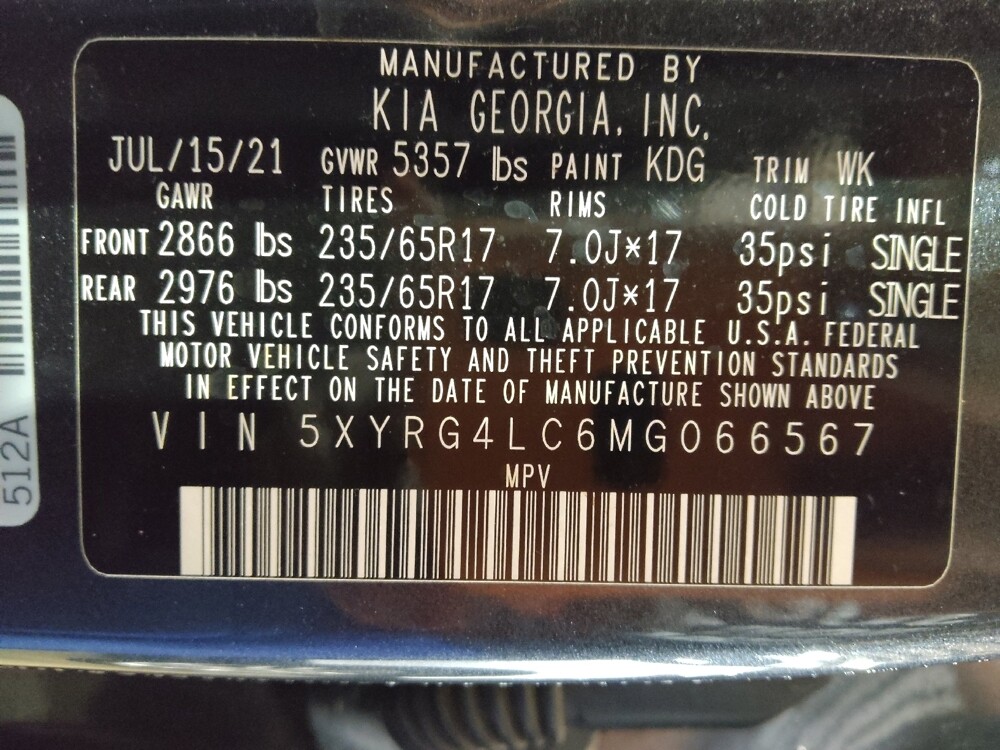 MANUFACTURED BY
KIA GEORGIA, INC.
JUL/15/21 GVWR 5357 lbs PAINT KDG TRIM WK
GAWR TIRES RIMS COLD TIRE INFL
FRONT 2866 lbs 235/65R17 7.0J*17 35psi SINGLE
REAR 2976 lbs 235/65R17 7.0J*17 35psi SINGLE
THIS VEHICLE CONFORMS TO ALL APPLICABLE U.S.A. FEDERAL
MOTOR VEHICLE SAFETY AND THEFT PREVENTION STANDARDS
IN EFFECT ON THE DATE OF MANUFACTURE SHOWN ABOVE
VIN 5XYRG4LC6MG066567
MPV
512A